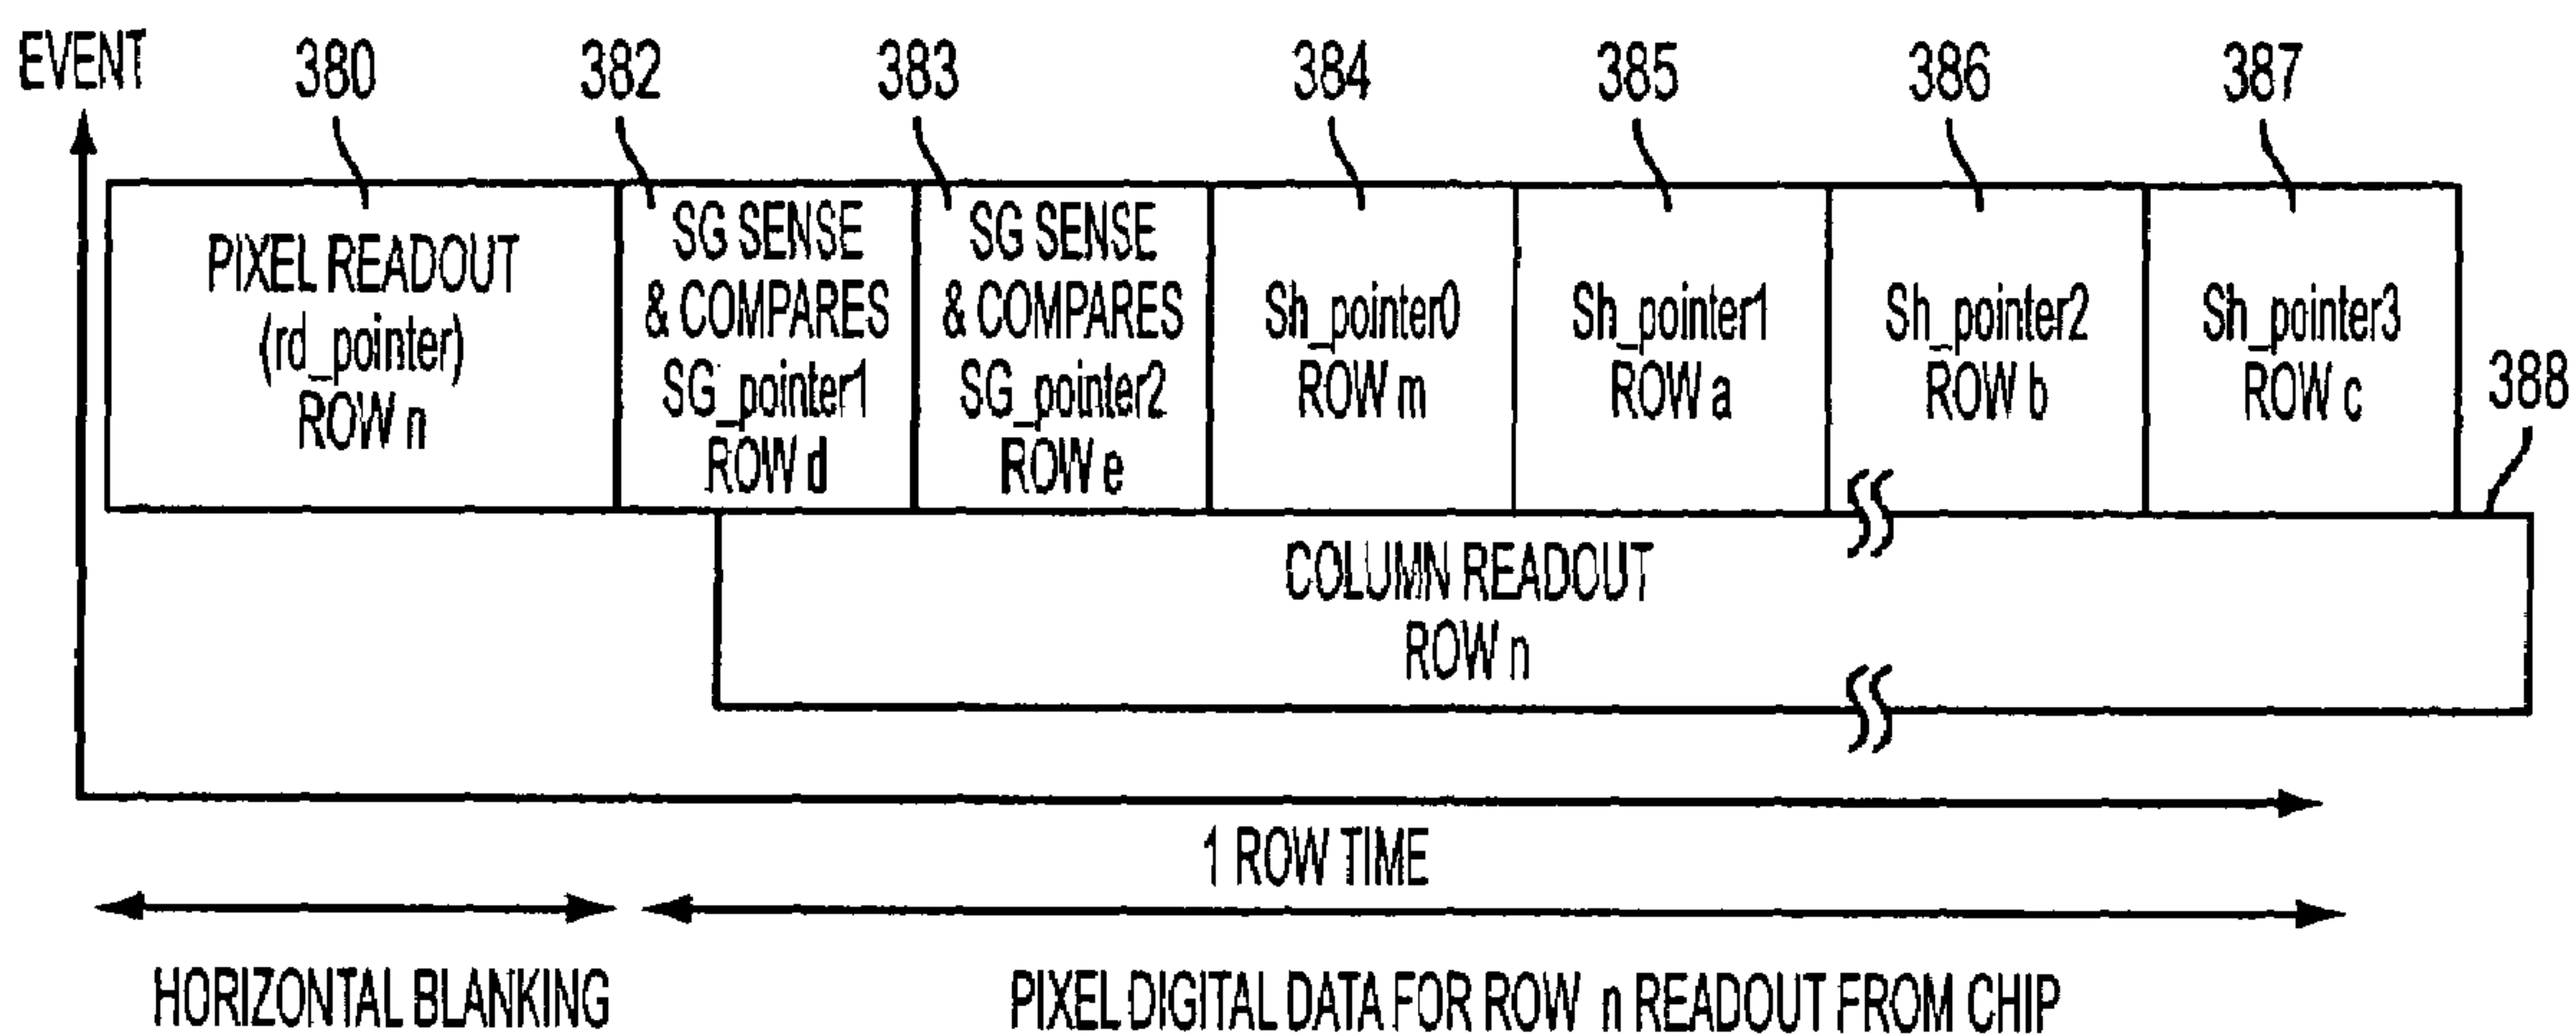 EVENT
380
382
383
384
385
386
387
PIXEL READOUT
(rd_pointer)
ROW n
SG SENSE
& COMPARES
SG_pointer1
ROW d
SG SENSE
& COMPARES
SG_pointer2
ROW e
Sh_pointer0
ROW m
Sh_pointer1
ROW a
Sh_pointer2
ROW b
Sh_pointer3
ROW c
388
COLUMN READOUT
ROW n
1 ROW TIME
HORIZONTAL BLANKING
PIXEL DIGITAL DATA FOR ROW n READOUT FROM CHIP